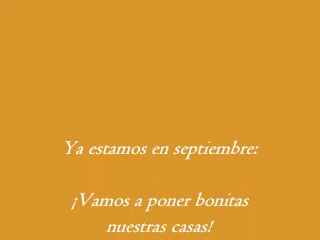 Ya estamos en septiembre:
¡Vamos a poner bonitas
nuestras casas!